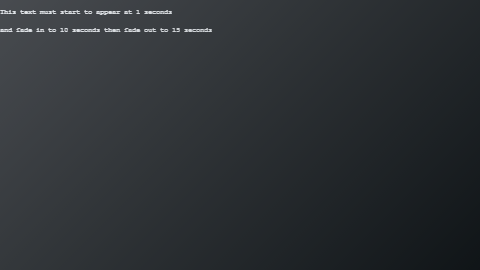 This text must start to appear at 1 seconds
and fade in to 10 seconds then fade out to 15 seconds